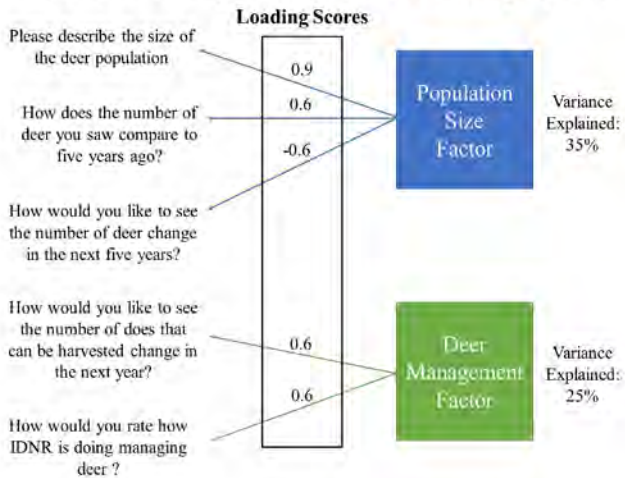 Loading Scores
Please describe the size of
the deer population
How does the number of
deer you saw compare to
five years ago?
How would you like to see
the number of deer change
in the next five years?
0.9
0.6
-0.6
Population
Size
Factor
Variance
Explained:
35%
How would you like to see
the number of does that
can be harvested change in
the next year?
How would you rate how
IDNR is doing managing
deer ?
0.6
0.6
Deer
Management
Factor
Variance
Explained:
25%